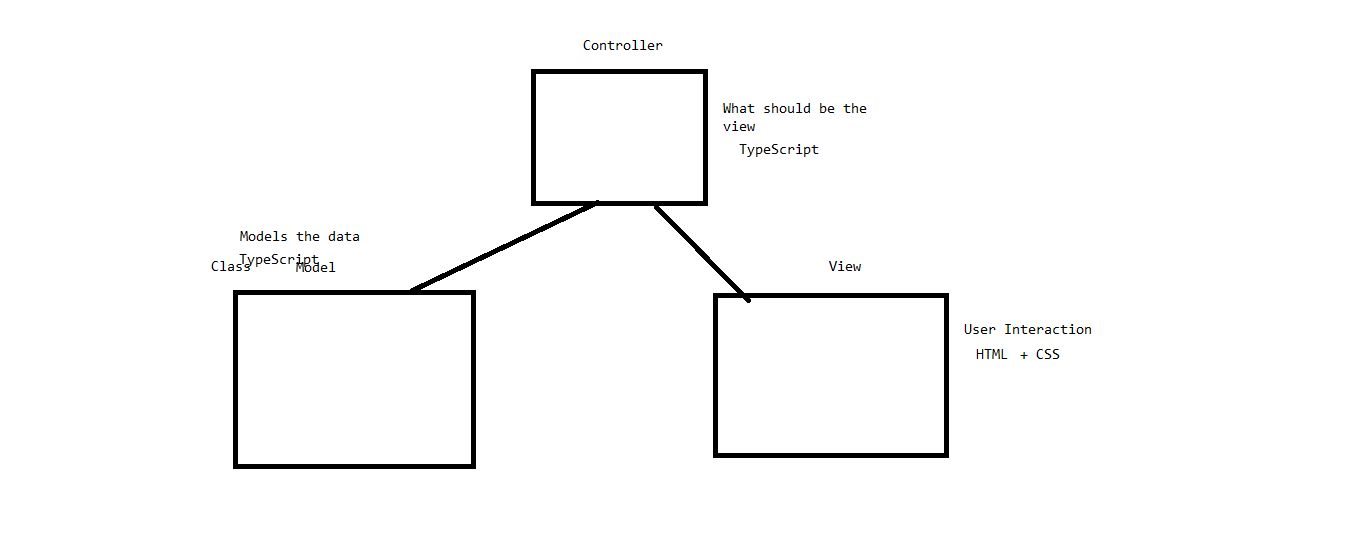 Controller
What should be the
view
TypeScript
Models the data
TypeScript
Class
Model
View
User Interaction
HTML + CSS